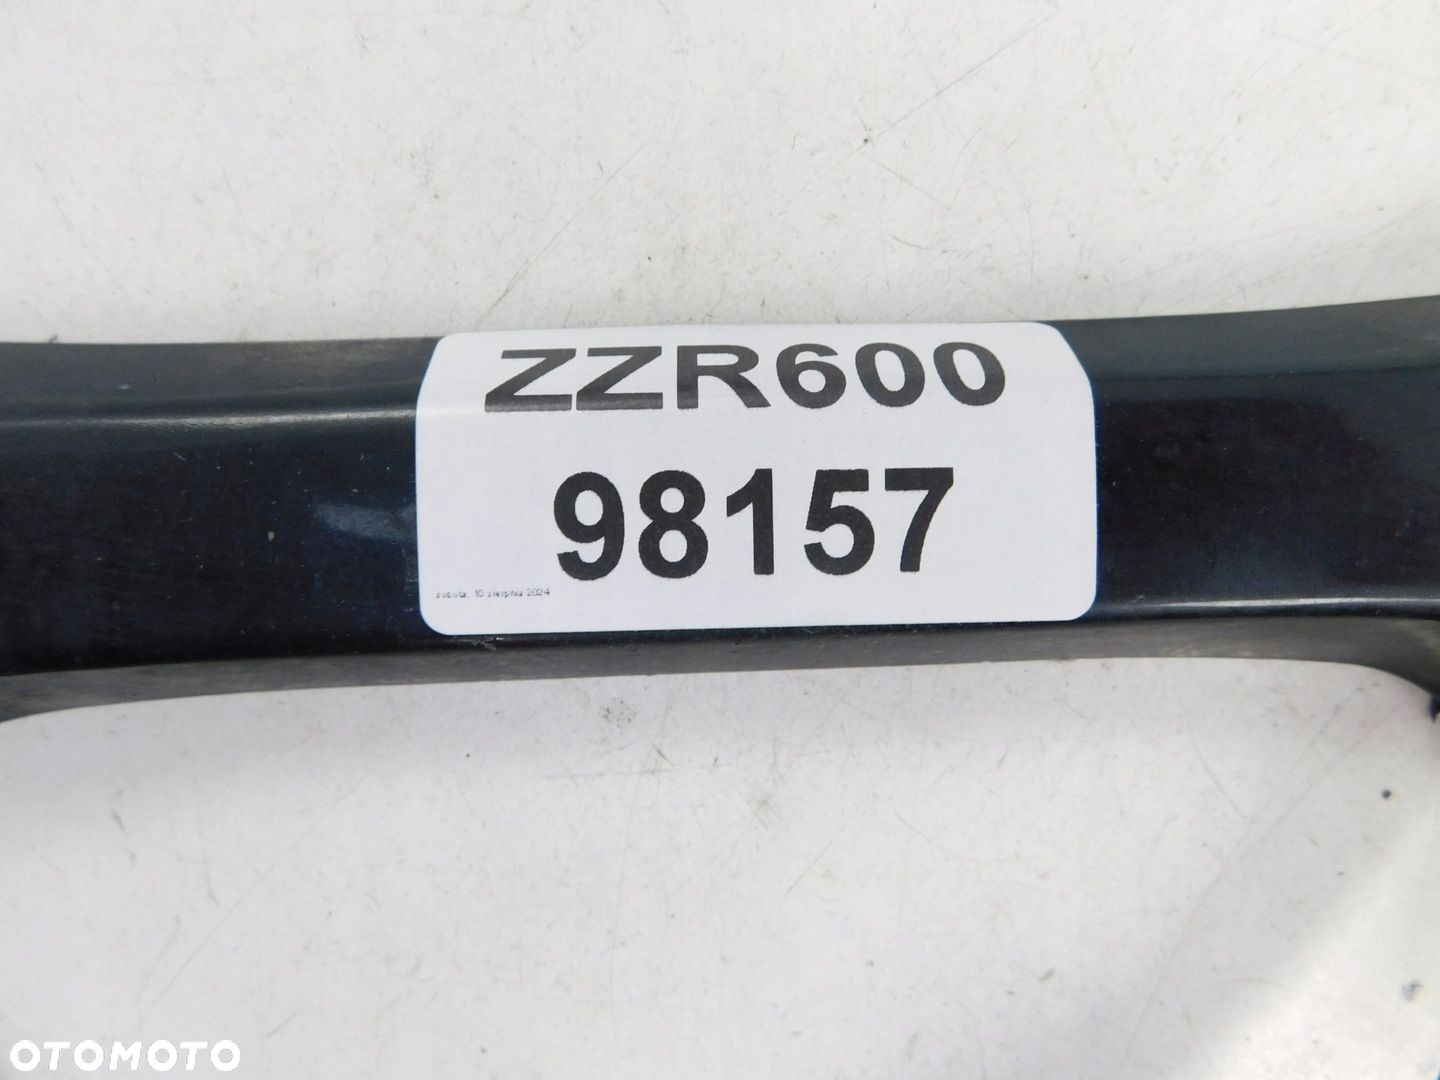 ZZR600
98157
sobota, 10 sierpnia 2024
OTOMOTO